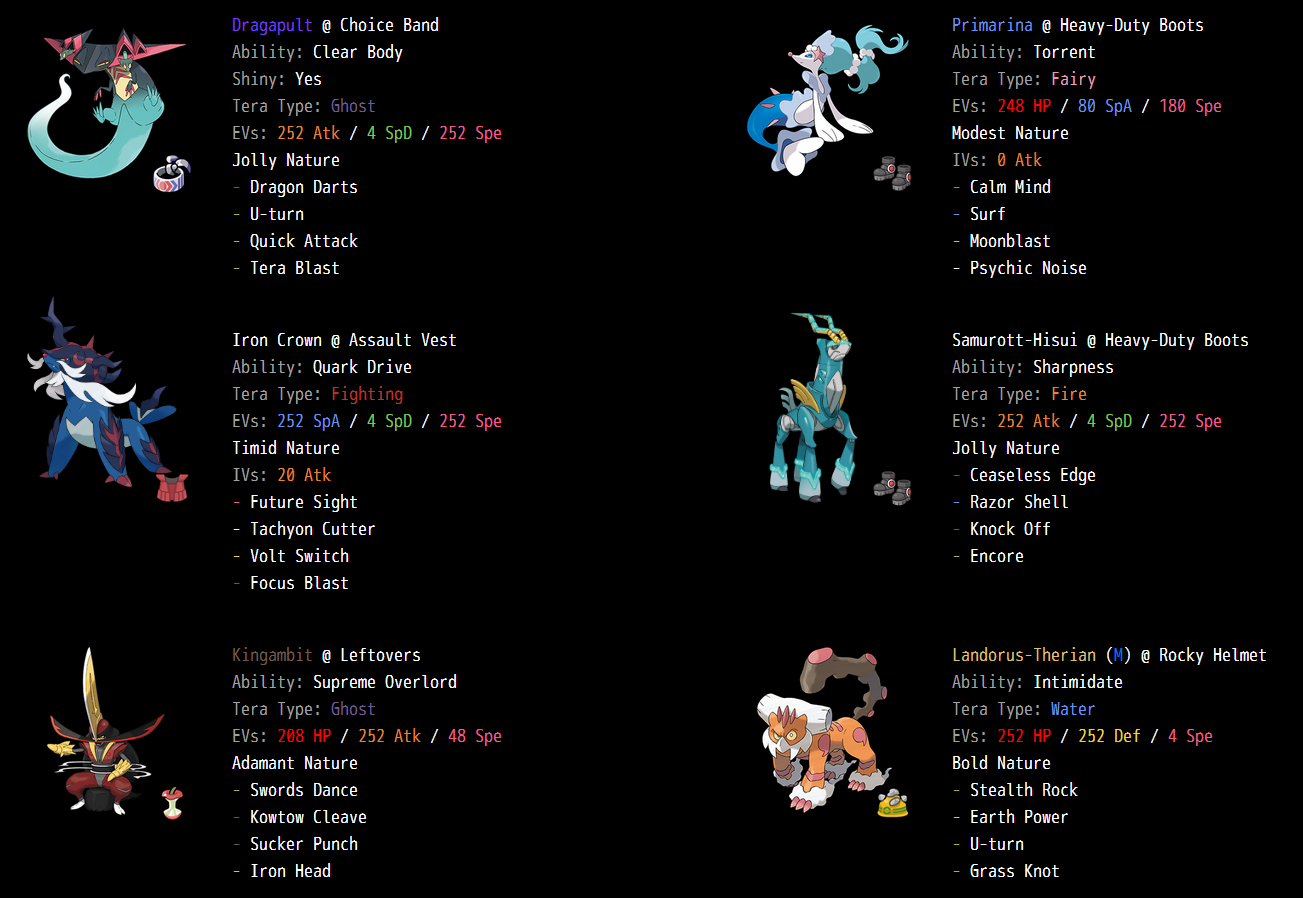 Dragapult @ Choice Band
Ability: Clear Body
Shiny: Yes
Tera Type: Ghost
EVs: 252 Atk / 4 SpD / 252 Spe
Jolly Nature
- Dragon Darts
- U-turn
- Quick Attack
- Tera Blast
Primarina @ Heavy-Duty Boots
Ability: Torrent
Tera Type: Fairy
EVs: 248 HP / 80 SpA / 180 Spe
Modest Nature
IVs: 0 Atk
- Calm Mind
- Surf
- Moonblast
- Psychic Noise
Iron Crown @ Assault Vest
Ability: Quark Drive
Tera Type: Fighting
EVs: 252 SpA / 4 SpD / 252 Spe
Timid Nature
IVs: 20 Atk
- Future Sight
- Tachyon Cutter
- Volt Switch
- Focus Blast
Samurott-Hisui @ Heavy-Duty Boots
Ability: Sharpness
Tera Type: Fire
EVs: 252 Atk / 4 SpD / 252 Spe
Jolly Nature
- Ceaseless Edge
- Razor Shell
- Knock Off
- Encore
Kingambit @ Leftovers
Ability: Supreme Overlord
Tera Type: Ghost
EVs: 208 HP / 252 Atk / 48 Spe
Adamant Nature
- Swords Dance
- Kowtow Cleave
- Sucker Punch
- Iron Head
Landorus-Therian (M) @ Rocky Helmet
Ability: Intimidate
Tera Type: Water
EVs: 252 HP / 252 Def / 4 Spe
Bold Nature
- Stealth Rock
- Earth Power
- U-turn
- Grass Knot